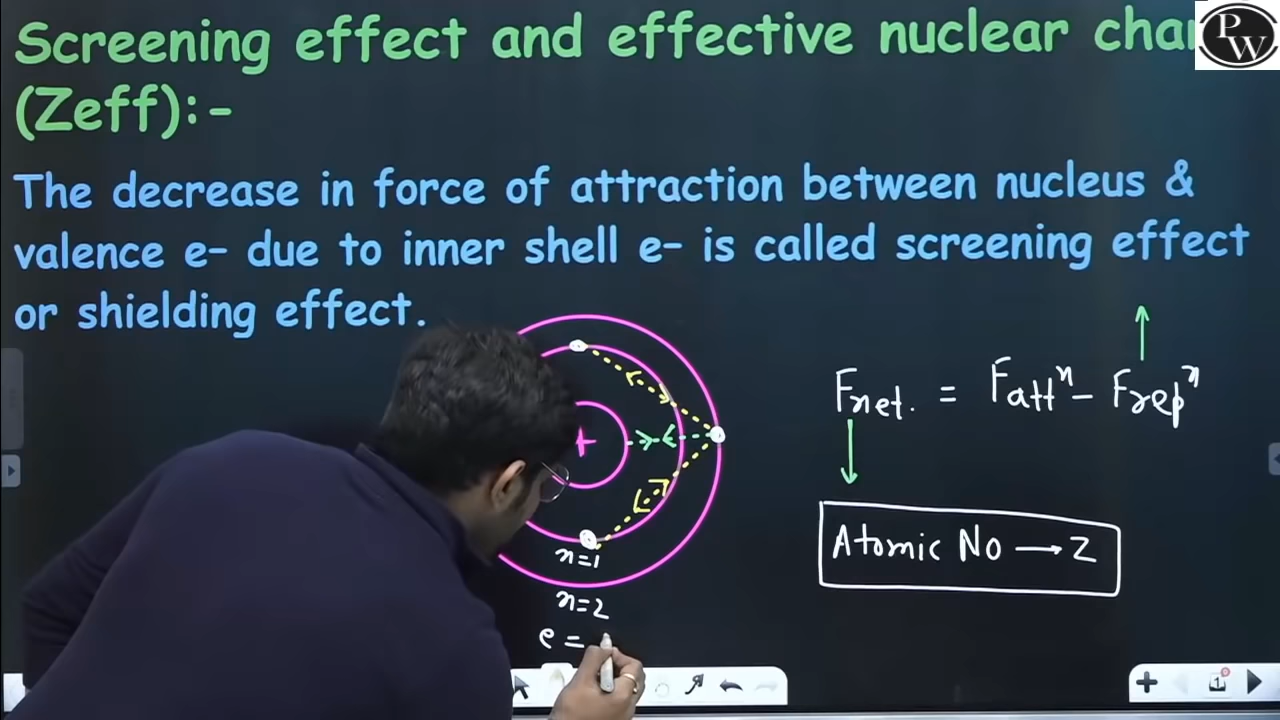 Screening effect and effective nuclear
(Zeff):-
PW
The decrease in force of attraction between nucleus &
valence e- due to inner shell e- is called screening effect
or shielding effect.
Fnet. = Fattⁿ - Frepⁿ
Atomic No → Z
+
n=1
n=2
e =
1